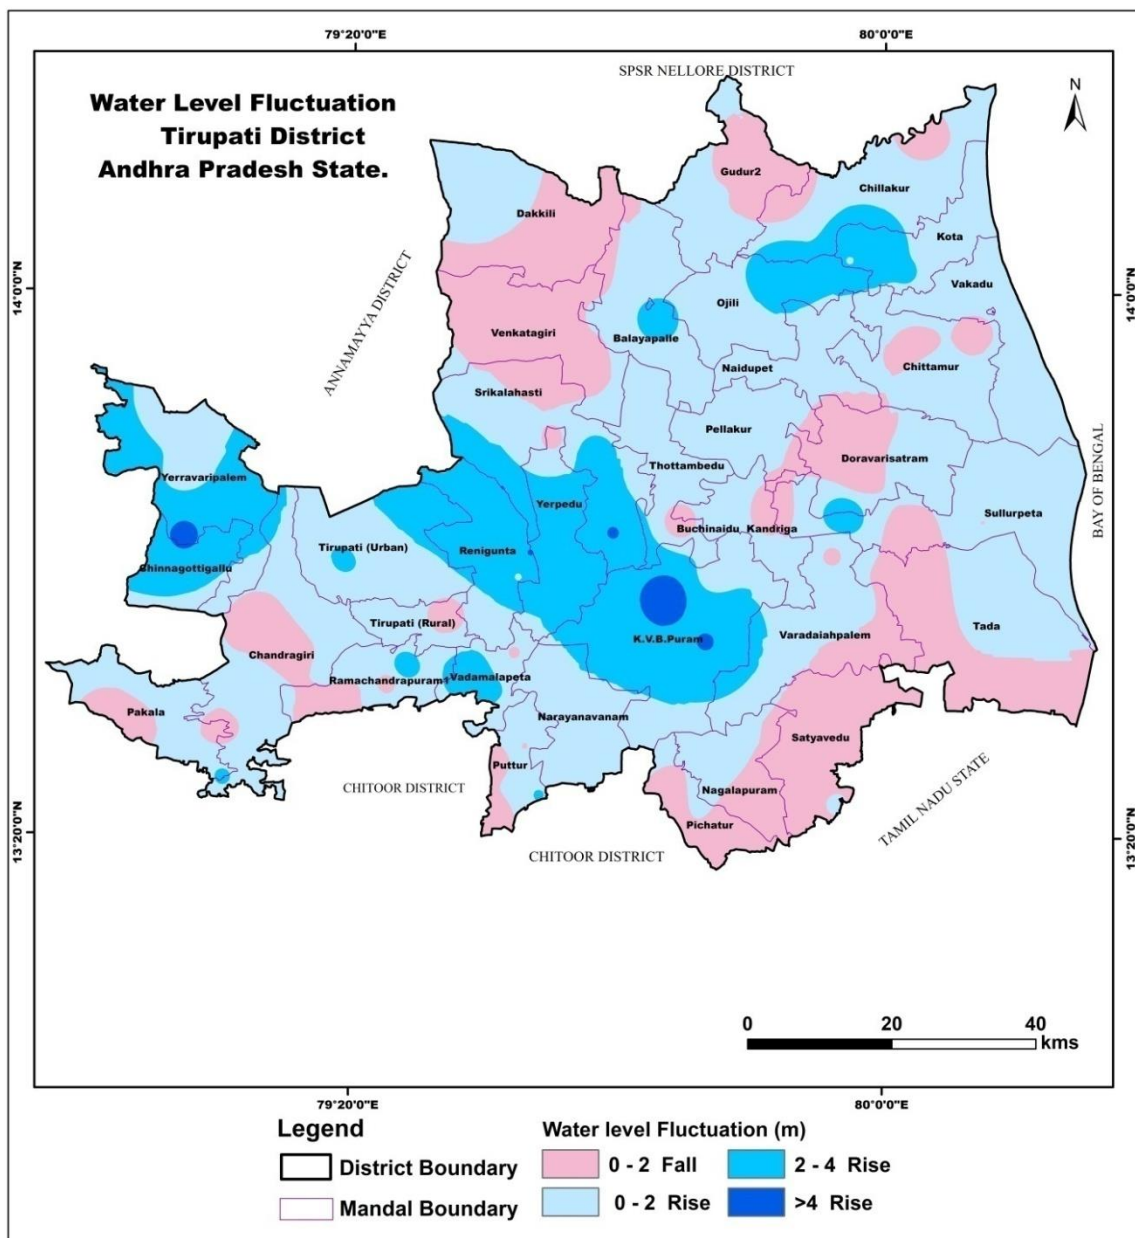 79°20'0"E
80°0'0"E
SPSR NELLORE DISTRICT
N
Water Level Fluctuation
Tirupati District
Andhra Pradesh State.
Gudur2
Chillakur
Dakkili
Kota
14°0'0"N
14°0'0"N
ANNAMAYYA DISTRICT
Vakadu
Ojili
Venkatagiri
Balayapalle
Chittamur
Naidupet
Srikalahasti
Pellakur
BAY OF BENGAL
Doravarisatram
Thottambedu
Yerravaripalem
Yerpedu
Sullurpeta
Buchinaidu Kandriga
Tirupati (Urban)
Renigunta
Chinnagottigallu
Tirupati (Rural)
Tada
Varadaiahpalem
K.V.B.Puram
Chandragiri
Ramachandrapuram1
Vadamalapeta
Pakala
Narayanavanam
Satyavedu
Puttur
CHITOOR DISTRICT
Nagalapuram
TAMIL NADU STATE
Pichatur
13°20'0"N
13°20'0"N
CHITOOR DISTRICT
0 20 40
kms
79°20'0"E
80°0'0"E
Legend
District Boundary
Mandal Boundary
Water level Fluctuation (m)
0 - 2 Fall
2 - 4 Rise
0 - 2 Rise
>4 Rise